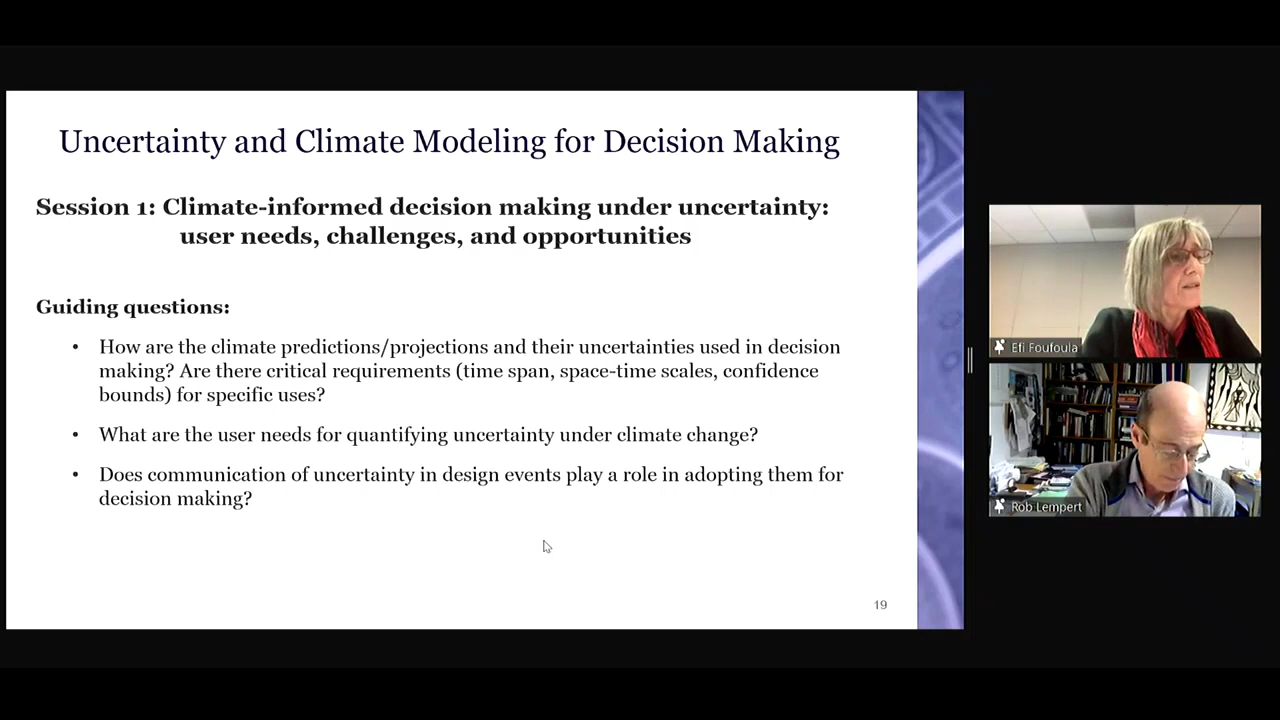 Uncertainty and Climate Modeling for Decision Making
Session 1: Climate-informed decision making under uncertainty:
user needs, challenges, and opportunities
Guiding questions:
• How are the climate predictions/projections and their uncertainties used in decision
making? Are there critical requirements (time span, space-time scales, confidence
bounds) for specific uses?
• What are the user needs for quantifying uncertainty under climate change?
• Does communication of uncertainty in design events play a role in adopting them for
decision making?
19
Efi Foufoula
Rob Lempert